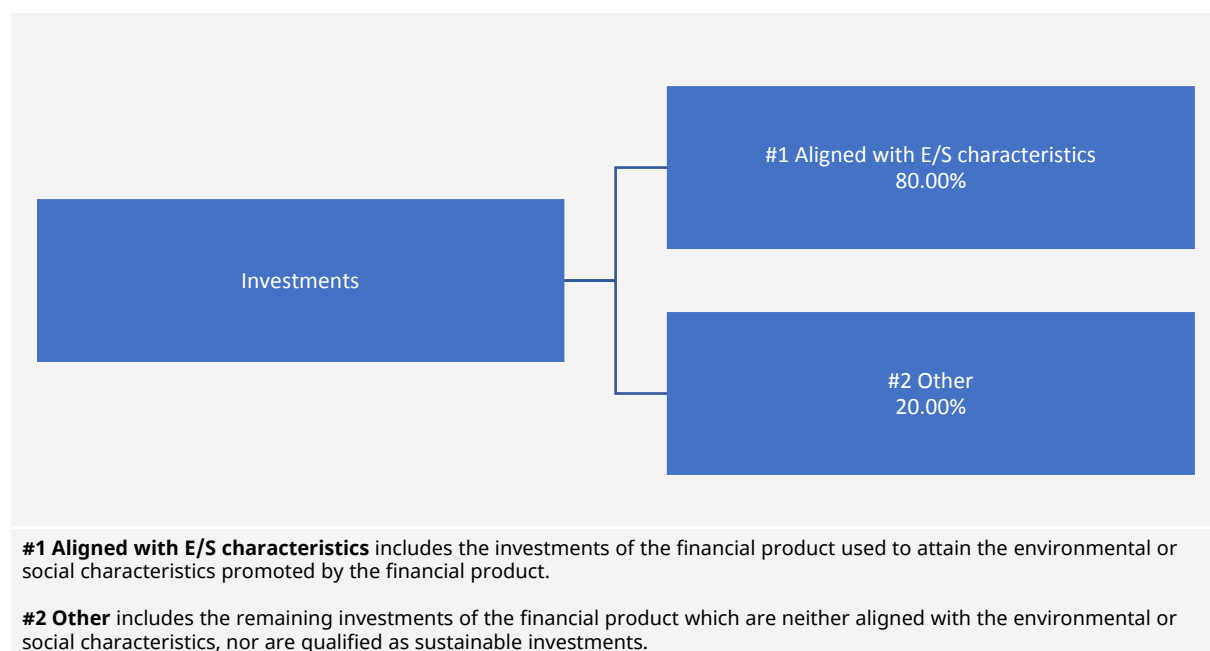 #1 Aligned with E/S characteristics
80.00%
Investments
#2 Other
20.00%
#1 Aligned with E/S characteristics includes the investments of the financial product used to attain the environmental or
social characteristics promoted by the financial product.
#2 Other includes the remaining investments of the financial product which are neither aligned with the environmental or
social characteristics, nor are qualified as sustainable investments.